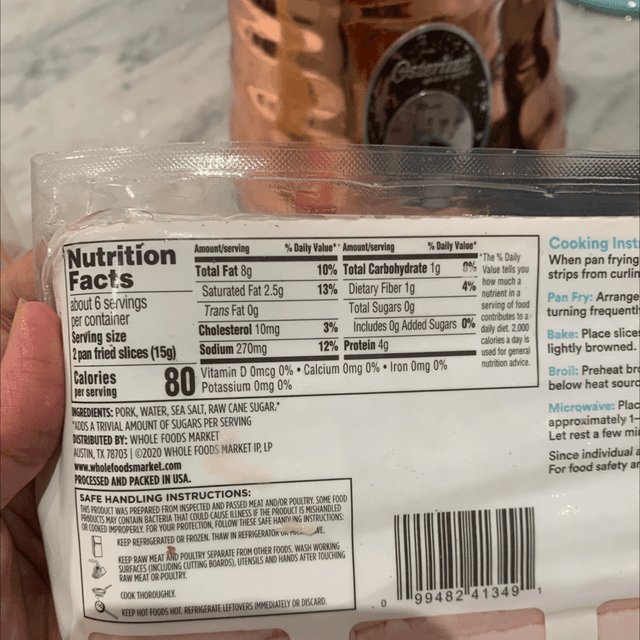 Osterizer
Nutrition
Facts
about 6 servings
per container
Serving size
2 pan fried slices (15g)
Calories
per serving
80
Amount/serving % Daily Value* Amount/serving % Daily Value*
Total Fat 8g 10% Total Carbohydrate 1g 0%
Saturated Fat 2.5g 13% Dietary Fiber 1g 4%
Trans Fat 0g Total Sugars 0g
Cholesterol 10mg 3% Includes 0g Added Sugars 0%
Sodium 270mg 12% Protein 4g
Vitamin D 0mcg 0% • Calcium 0mg 0% • Iron 0mg 0%
Potassium 0mg 0%
*The % Daily
Value tells you
how much a
nutrient in a
serving of food
contributes to a
daily diet. 2,000
calories a day is
used for general
nutrition advice.
INGREDIENTS: PORK, WATER, SEA SALT, RAW CANE SUGAR.*
*ADDS A TRIVIAL AMOUNT OF SUGARS PER SERVING
DISTRIBUTED BY: WHOLE FOODS MARKET
AUSTIN, TX 78703 | ©2020 WHOLE FOODS MARKET IP, LP
www.wholefoodsmarket.com
PROCESSED AND PACKED IN USA.
SAFE HANDLING INSTRUCTIONS:
THIS PRODUCT WAS PREPARED FROM INSPECTED AND PASSED MEAT AND/OR POULTRY. SOME FOOD
PRODUCTS MAY CONTAIN BACTERIA THAT COULD CAUSE ILLNESS IF THE PRODUCT IS MISHANDLED
OR COOKED IMPROPERLY. FOR YOUR PROTECTION, FOLLOW THESE SAFE HANDLING INSTRUCTIONS:
KEEP REFRIGERATED OR FROZEN. THAW IN REFRIGERATOR
KEEP RAW MEAT AND POULTRY SEPARATE FROM OTHER FOODS. WASH WORKING
SURFACES (INCLUDING CUTTING BOARDS), UTENSILS AND HANDS AFTER TOUCHING
RAW MEAT OR POULTRY.
COOK THOROUGHLY.
KEEP HOT FOODS HOT. REFRIGERATE LEFTOVERS IMMEDIATELY OR DISCARD.
Cooking Inst
When pan frying
strips from curlin
Pan Fry: Arrange
turning frequentl
Bake: Place slices
lightly browned.
Broil: Preheat bro
below heat sourc
Microwave: Plac
approximately 1–
Let rest a few mi
Since individual a
For food safety an
0 99482 41349 1